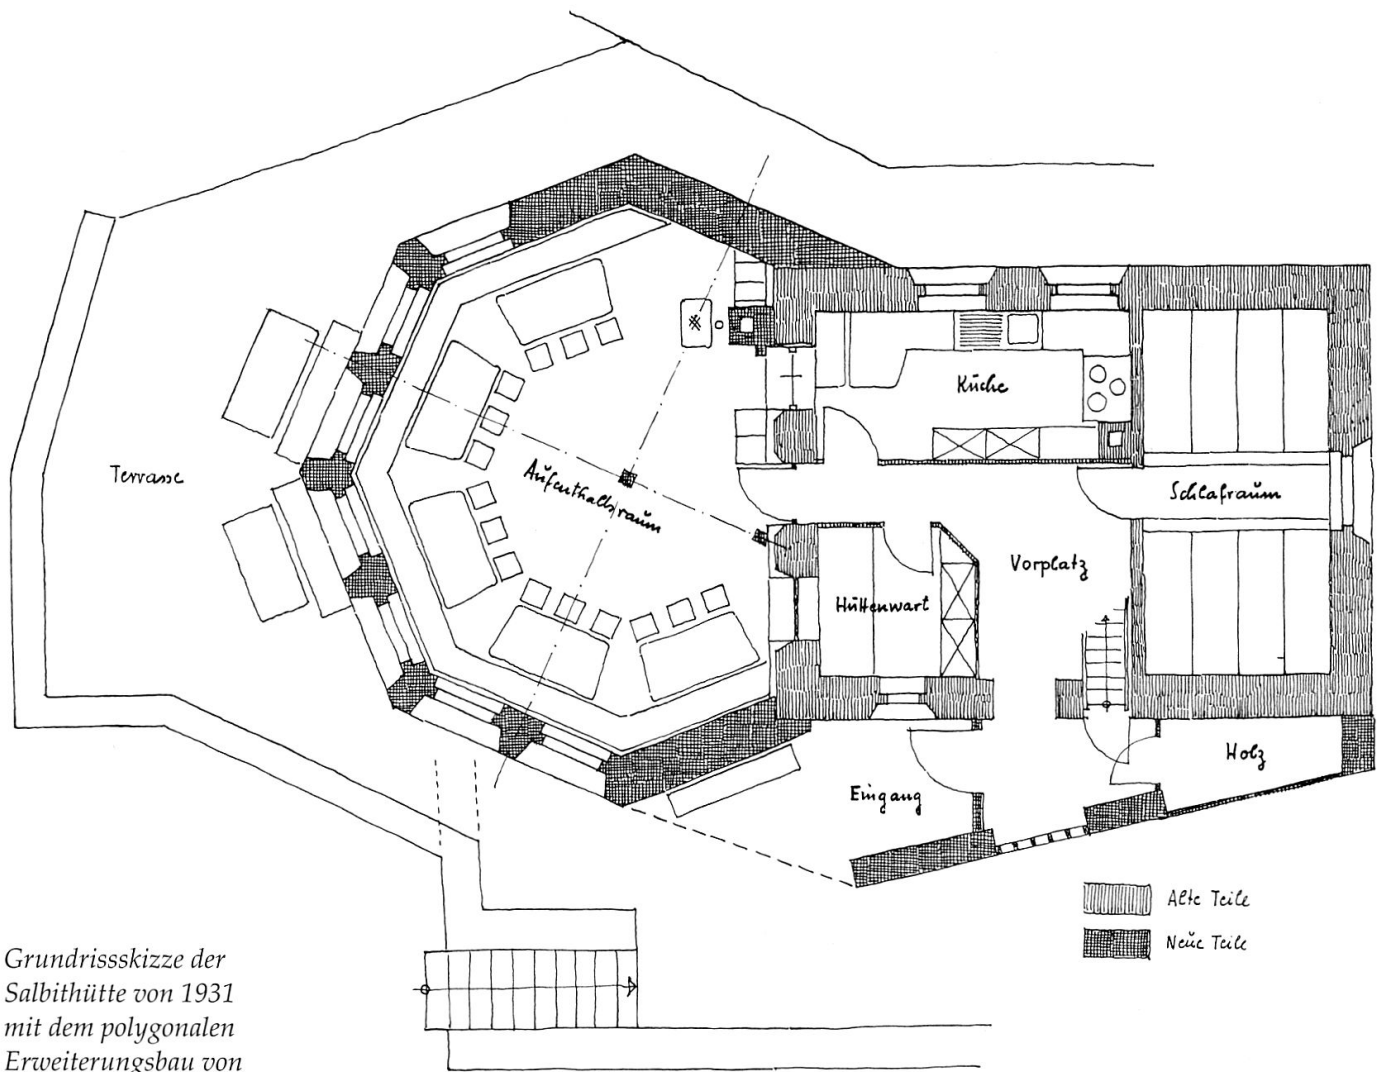 Terrasse
Aufenthaltsraum
Küche
Schlafraum
Vorplatz
Hüttenwart
Eingang
Holz
Alte Teile
Neue Teile
Grundrissskizze der
Salbithütte von 1931
mit dem polygonalen
Erweiterungsbau von